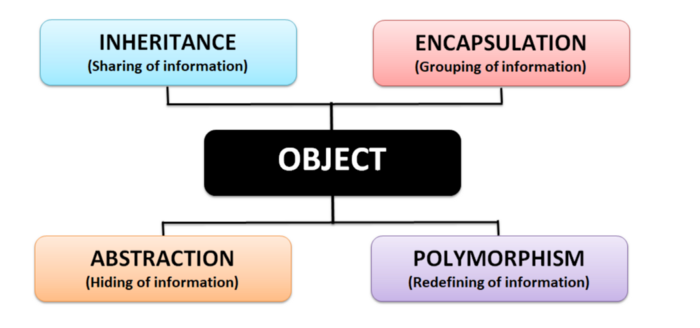 INHERITANCE
(Sharing of information)
ENCAPSULATION
(Grouping of information)
OBJECT
ABSTRACTION
(Hiding of information)
POLYMORPHISM
(Redefining of information)